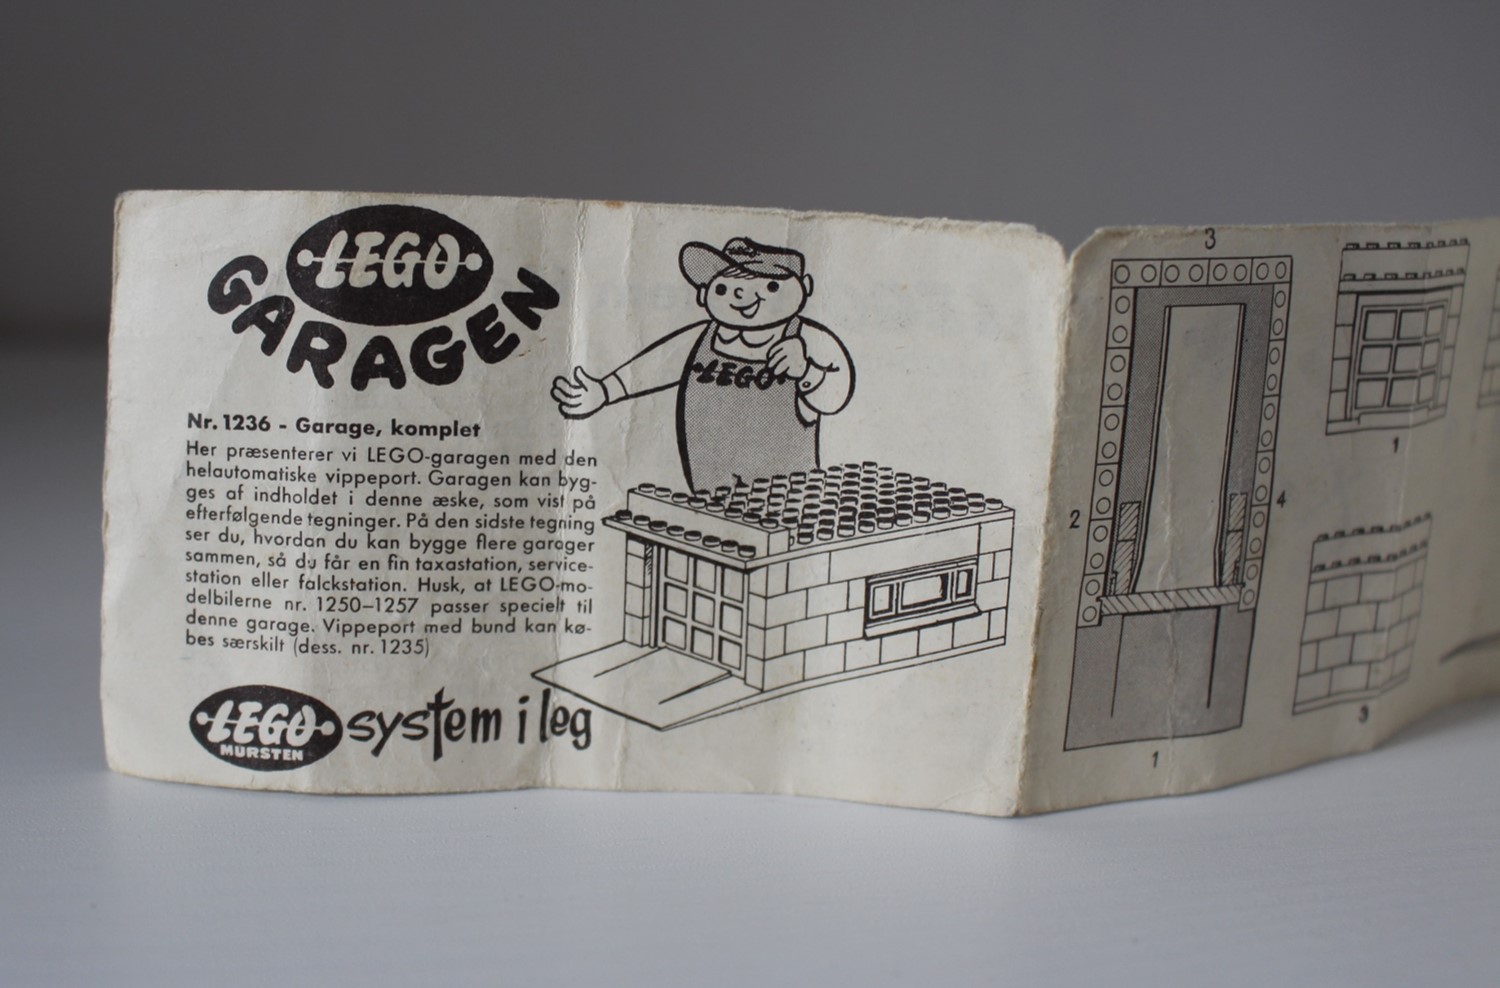 LEGO
GARAGEN
LEGO
Nr. 1236 - Garage, komplet
Her præsenterer vi LEGO-garagen med den
helautomatiske vippeport. Garagen kan byg-
ges af indholdet i denne æske, som vist på
efterfølgende tegninger. På den sidste tegning
ser du, hvordan du kan bygge flere garager
sammen, så du får en fin taxastation, service-
station eller falckstation. Husk, at LEGO-mo-
delbilerne nr. 1250–1257 passer specielt til
denne garage. Vippeport med bund kan kø-
bes særskilt (dess. nr. 1235)
LEGO
MURSTEN
system i leg
3
2
4
1
1
3